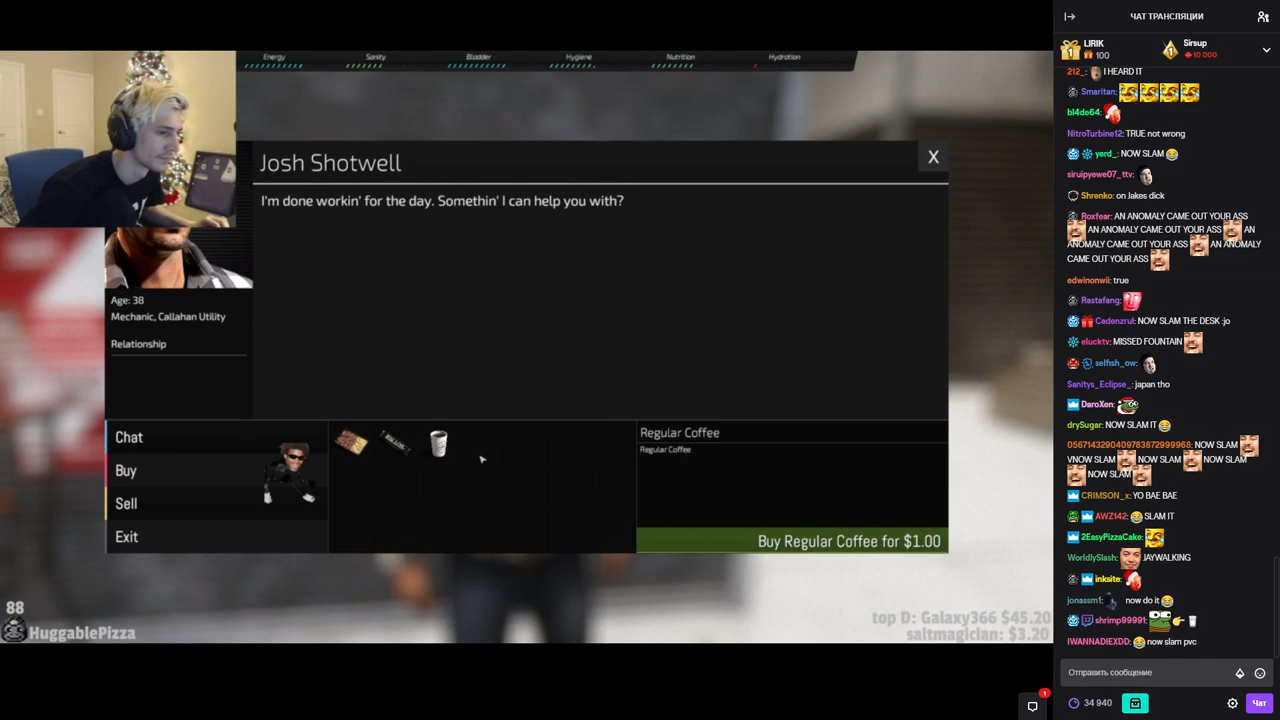 Energy
Sanity
Bladder
Hygiene
Nutrition
Hydration
Josh Shotwell
X
I'm done workin' for the day. Somethin' I can help you with?
Age: 38
Mechanic, Callahan Utility
Relationship
Chat
Buy
Sell
Exit
Regular Coffee
Regular Coffee
Buy Regular Coffee for $1.00
88
HuggablePizza
top D: Galaxy366 $45.20
saltmagician: $3.20
ЧАТ ТРАНСЛЯЦИИ
1
LIRIK
100
1
Sirsup
10 000
212_: I HEARD IT
Smaritan:
bl4de64:
NitroTurbine12: TRUE not wrong
yerd_: NOW SLAM
siruipyewe07_ttv:
Shrenko: on Jakes dick
Roxfear: AN ANOMALY CAME OUT YOUR ASS
AN ANOMALY CAME OUT YOUR ASS AN
ANOMALY CAME OUT YOUR ASS AN ANOMALY
CAME OUT YOUR ASS
edwinonwii: true
Rastafang:
Cadenzrul: NOW SLAM THE DESK :jo
elucktv: MISSED FOUNTAIN
selfish_ow:
Sanitys_Eclipse_: japan tho
DaroXen:
drySugar: NOW SLAM IT
0567143290409763872999968: NOW SLAM
VNOW SLAM NOW SLAM NOW SLAM
NOW SLAM
CRIMSON_x: YO BAE BAE
AWZ142: SLAM IT
2EasyPizzaCake:
WorldlySlash: JAYWALKING
inksite:
jonassm1: now do it
shrimp99991:
IWANNADIEXDD: now slam pvc
Отправить сообщение
1
34 940
Чат